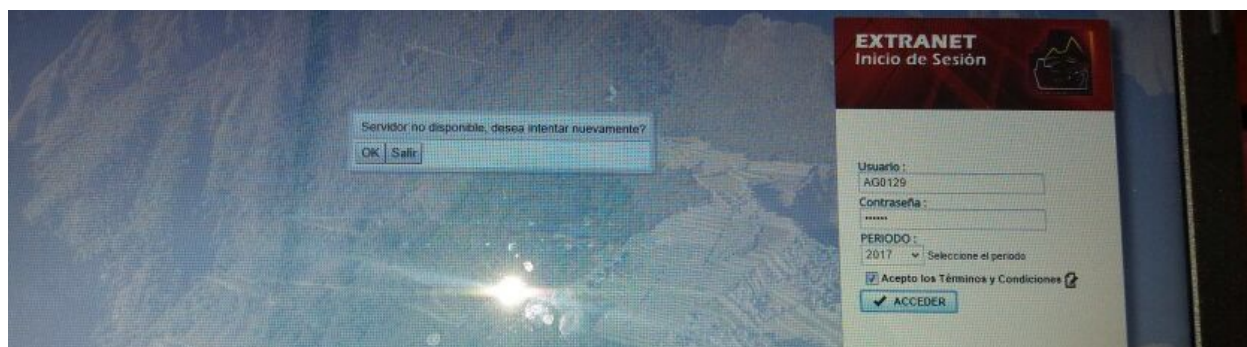 EXTRANET
Inicio de Sesión
Servidor no disponible, desea intentar nuevamente?
OK Salir
Usuario :
AG0129
Contraseña :
••••••
PERIODO :
2017 Seleccione el periodo
Acepto los Términos y Condiciones
ACCEDER